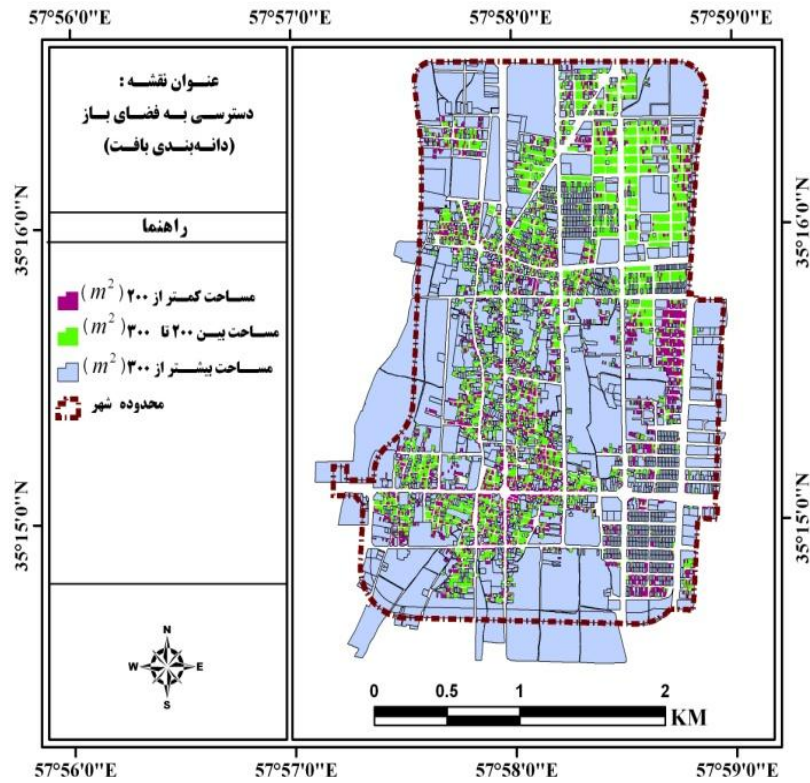 57°56'0"E 57°57'0"E 57°58'0"E 57°59'0"E
عنوان نقشه :
دسترسی به فضای باز
(دانه‌بندی بافت)
راهنما
مساحت کمتر از ۲۰۰ (m²)
مساحت بین ۲۰۰ تا ۳۰۰ (m²)
مساحت بیشتر از ۳۰۰ (m²)
محدوده شهر
35°16'0"N
35°15'0"N
35°16'0"N
35°15'0"N
N
W E
S
0 0.5 1 2
KM
57°56'0"E 57°57'0"E 57°58'0"E 57°59'0"E